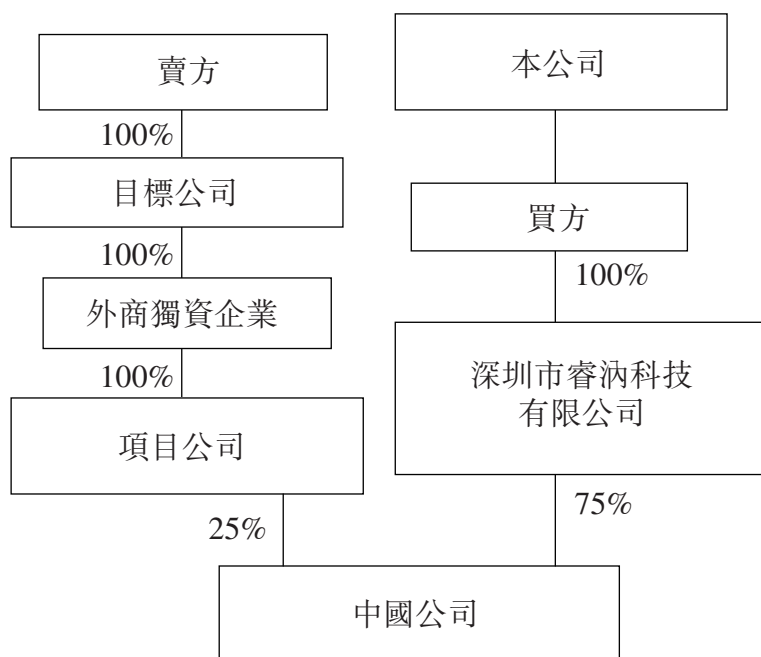 賣方
100%
目標公司
100%
外商獨資企業
100%
項目公司
25%
本公司
買方
100%
深圳市睿汭科技
有限公司
75%
中國公司